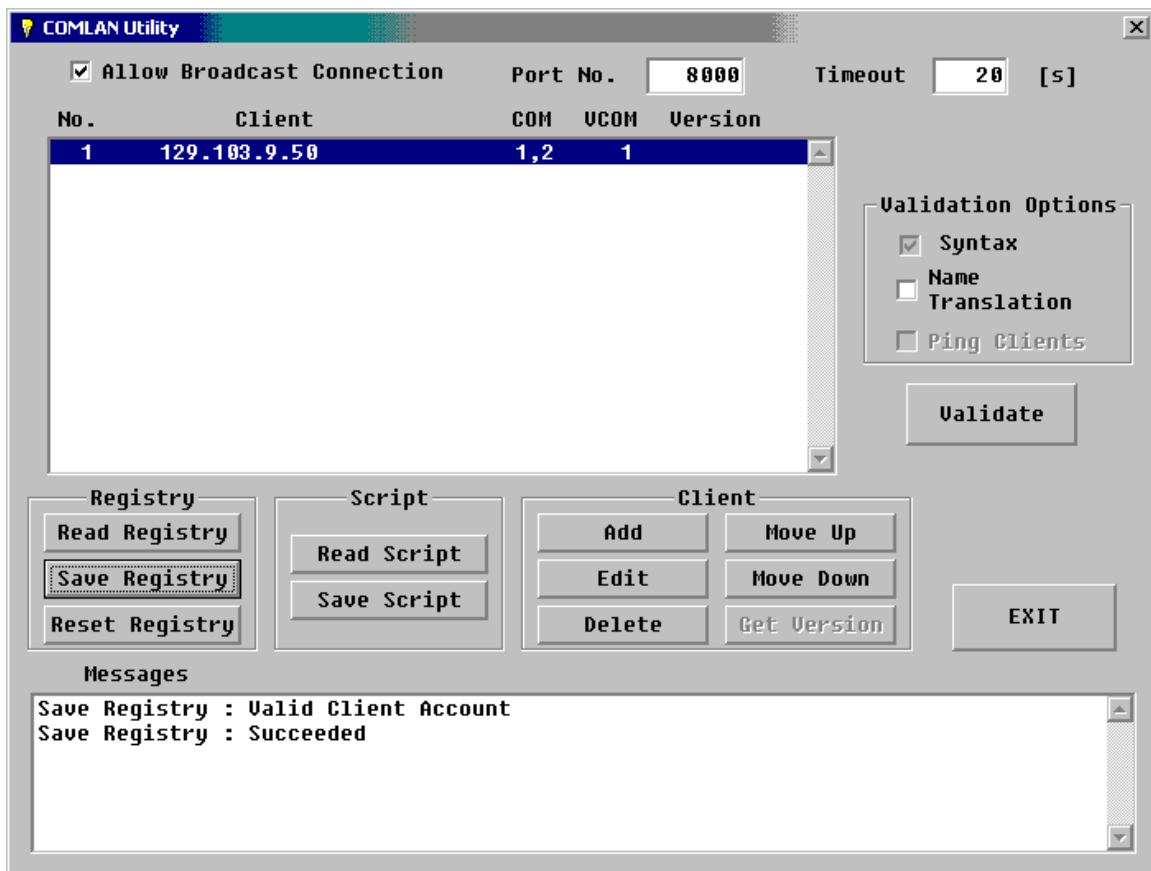 COMLAN Utility
Allow Broadcast Connection Port No. 8000 Timeout 20 [s]
No. Client COM VCOM Version
1 129.103.9.50 1,2 1
Validation Options
Syntax
Name
Translation
Ping Clients
Validate
Registry
Read Registry
Save Registry
Reset Registry
Script
Read Script
Save Script
Client
Add
Move Up
Edit
Move Down
Delete
Get Version
EXIT
Messages
Save Registry : Valid Client Account
Save Registry : Succeeded